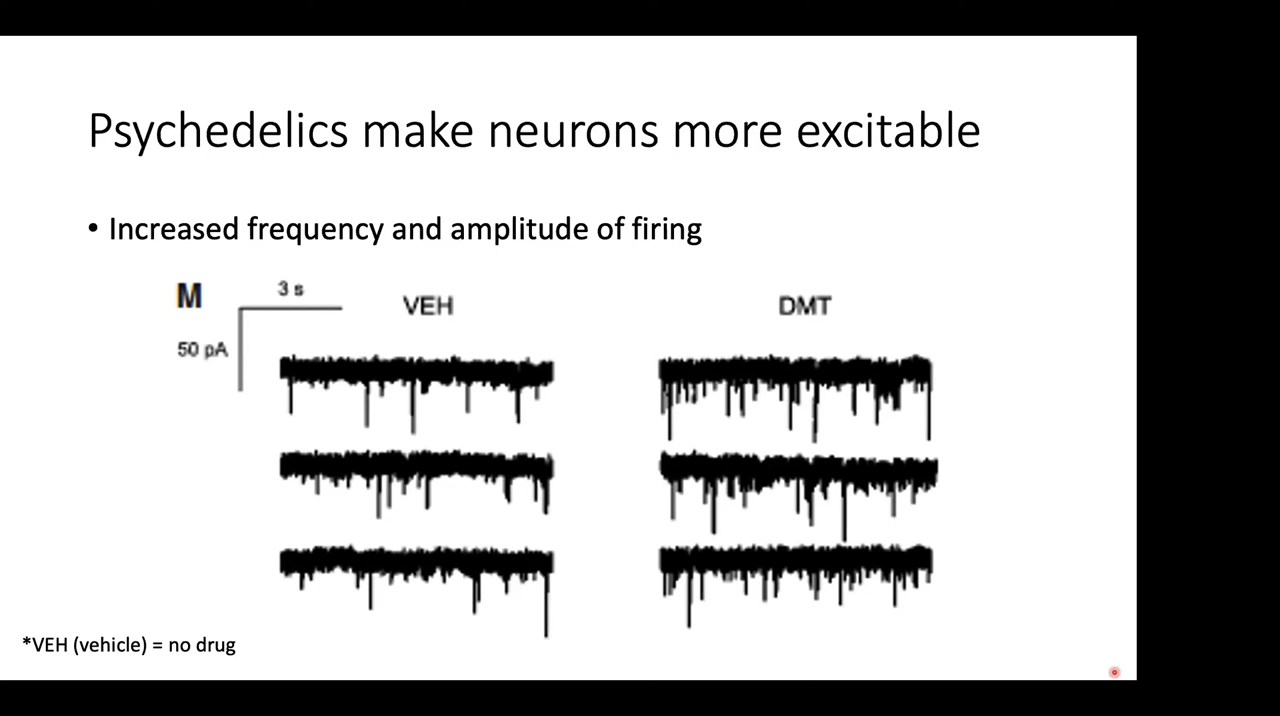 Psychedelics make neurons more excitable
• Increased frequency and amplitude of firing
M
3 s
VEH
DMT
50 pA
*VEH (vehicle) = no drug